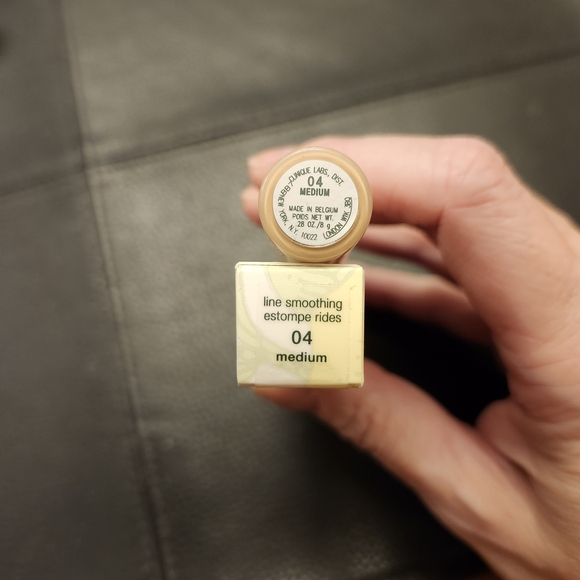 CLINIQUE LABS, DIST.
04
MEDIUM
MADE IN BELGIUM
POIDS NET WT.
.28 OZ./8 g
NEW YORK, N.Y. 10022 LONDON W1K
line smoothing
estompe rides
04
medium